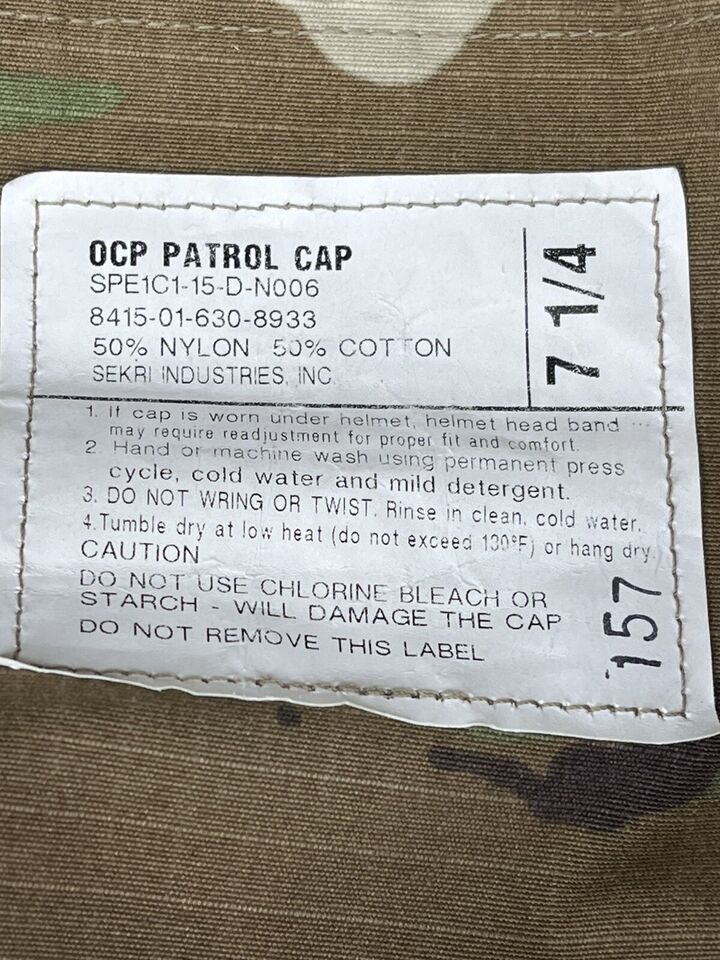 OCP PATROL CAP
SPE1C1-15-D-N006
8415-01-630-8933
50% NYLON 50% COTTON
SEKRI INDUSTRIES, INC
7 1/4
1. If cap is worn under helmet, helmet head band
may require readjustment for proper fit and comfort.
2. Hand or machine wash using permanent press
cycle, cold water and mild detergent.
3. DO NOT WRING OR TWIST. Rinse in clean, cold water.
4. Tumble dry at low heat (do not exceed 130°F) or hang dry.
CAUTION
DO NOT USE CHLORINE BLEACH OR
STARCH - WILL DAMAGE THE CAP
DO NOT REMOVE THIS LABEL
157